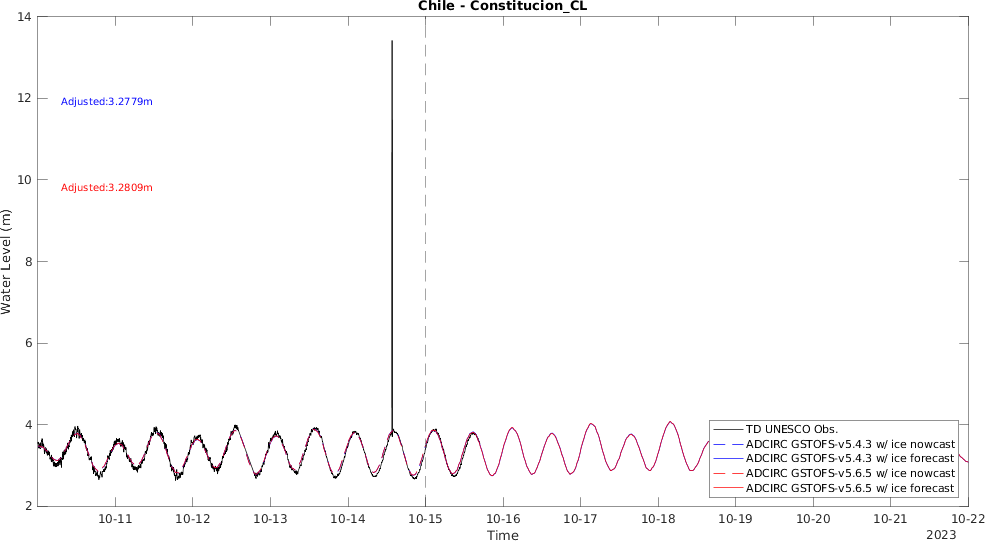 Chile - Constitucion_CL
14
12
10
8
6
4
2
Water Level (m)
Adjusted:3.2779m
Adjusted:3.2809m
TD UNESCO Obs.
ADCIRC GSTOFS-v5.4.3 w/ ice nowcast
ADCIRC GSTOFS-v5.4.3 w/ ice forecast
ADCIRC GSTOFS-v5.6.5 w/ ice nowcast
ADCIRC GSTOFS-v5.6.5 w/ ice forecast
10-11 10-12 10-13 10-14 10-15 10-16 10-17 10-18 10-19 10-20 10-21 10-22
Time
2023